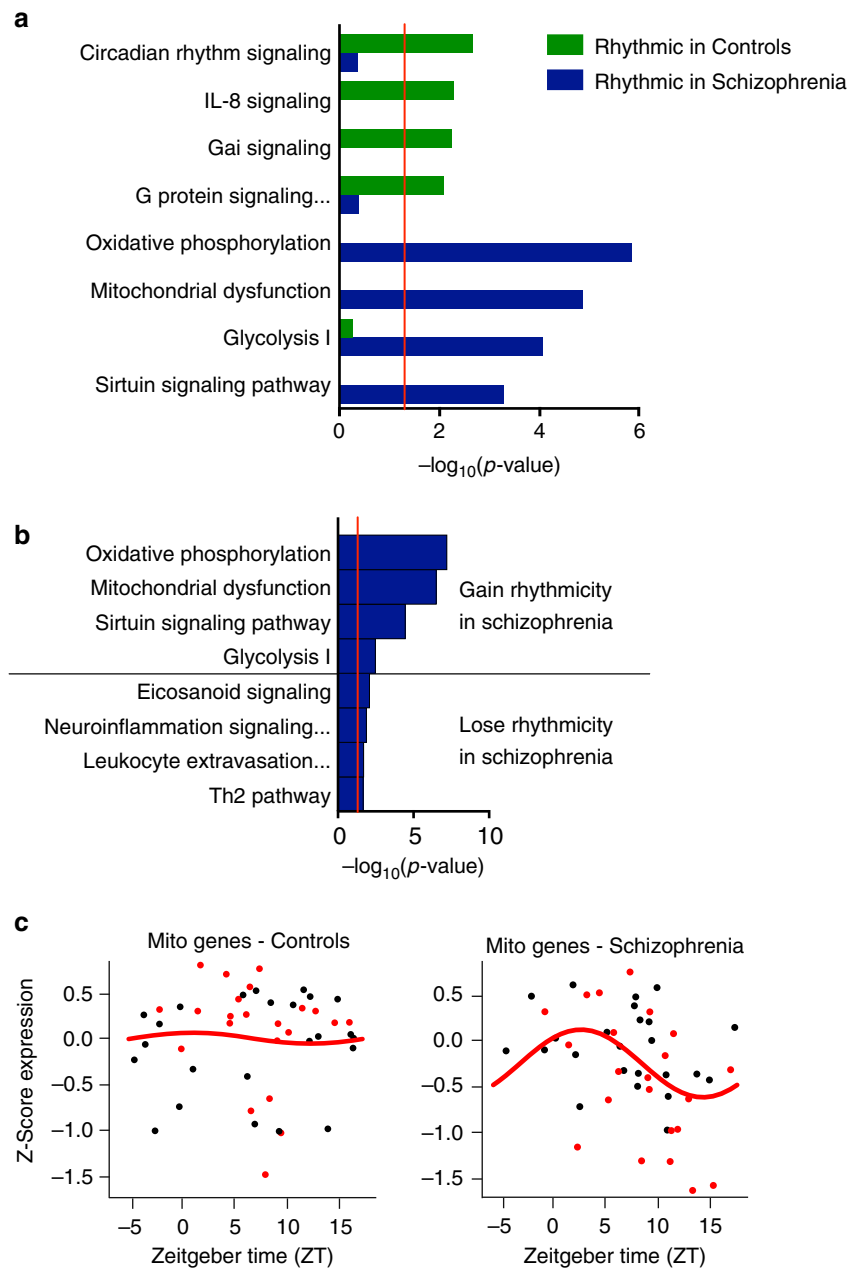 a
Circadian rhythm signaling
IL-8 signaling
Gai signaling
G protein signaling...
Oxidative phosphorylation
Mitochondrial dysfunction
Glycolysis I
Sirtuin signaling pathway
Rhythmic in Controls
Rhythmic in Schizophrenia
0 2 4 6
–log10(p-value)
b
Oxidative phosphorylation
Mitochondrial dysfunction
Sirtuin signaling pathway
Glycolysis I
Eicosanoid signaling
Neuroinflammation signaling...
Leukocyte extravasation...
Th2 pathway
Gain rhythmicity
in schizophrenia
Lose rhythmicity
in schizophrenia
0 5 10
–log10(p-value)
c
Mito genes - Controls
Z-Score expression
0.5
0.0
–0.5
–1.0
–1.5
–5 0 5 10 15
Zeitgeber time (ZT)
Mito genes - Schizophrenia
0.5
0.0
–0.5
–1.0
–1.5
–5 0 5 10 15
Zeitgeber time (ZT)